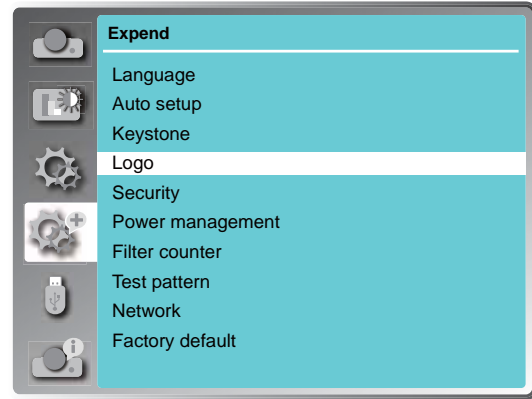 Expend
Language
Auto setup
Keystone
Logo
Security
Power management
Filter counter
Test pattern
Network
Factory default